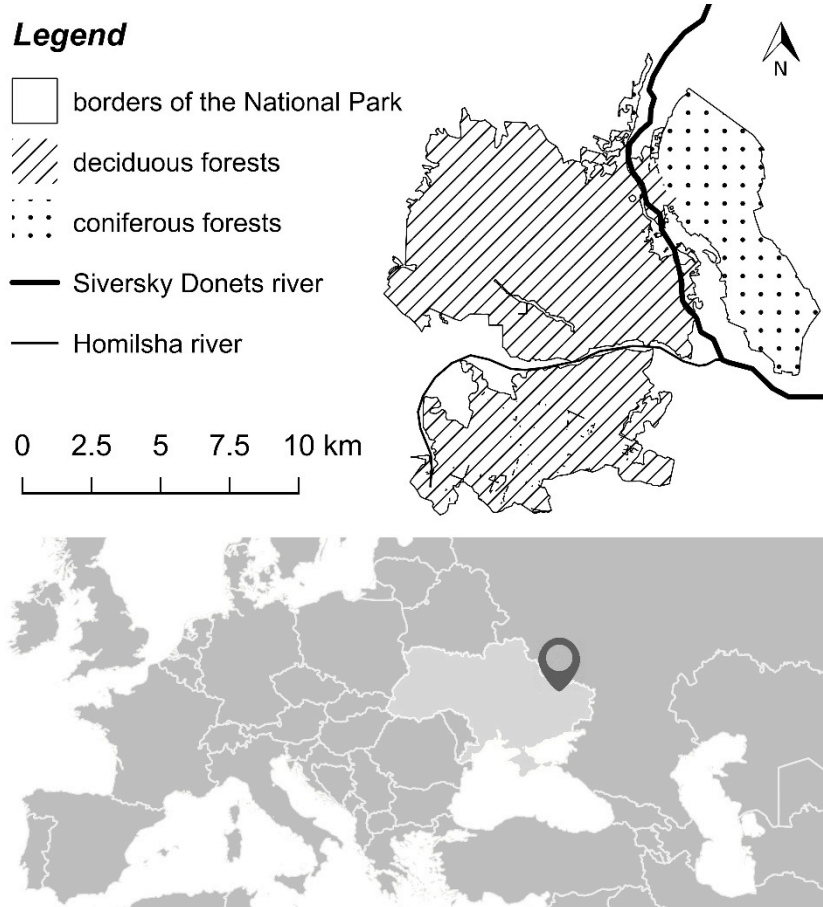 Legend
borders of the National Park
deciduous forests
coniferous forests
Siversky Donets river
Homilsha river
0 2.5 5 7.5 10 km
N